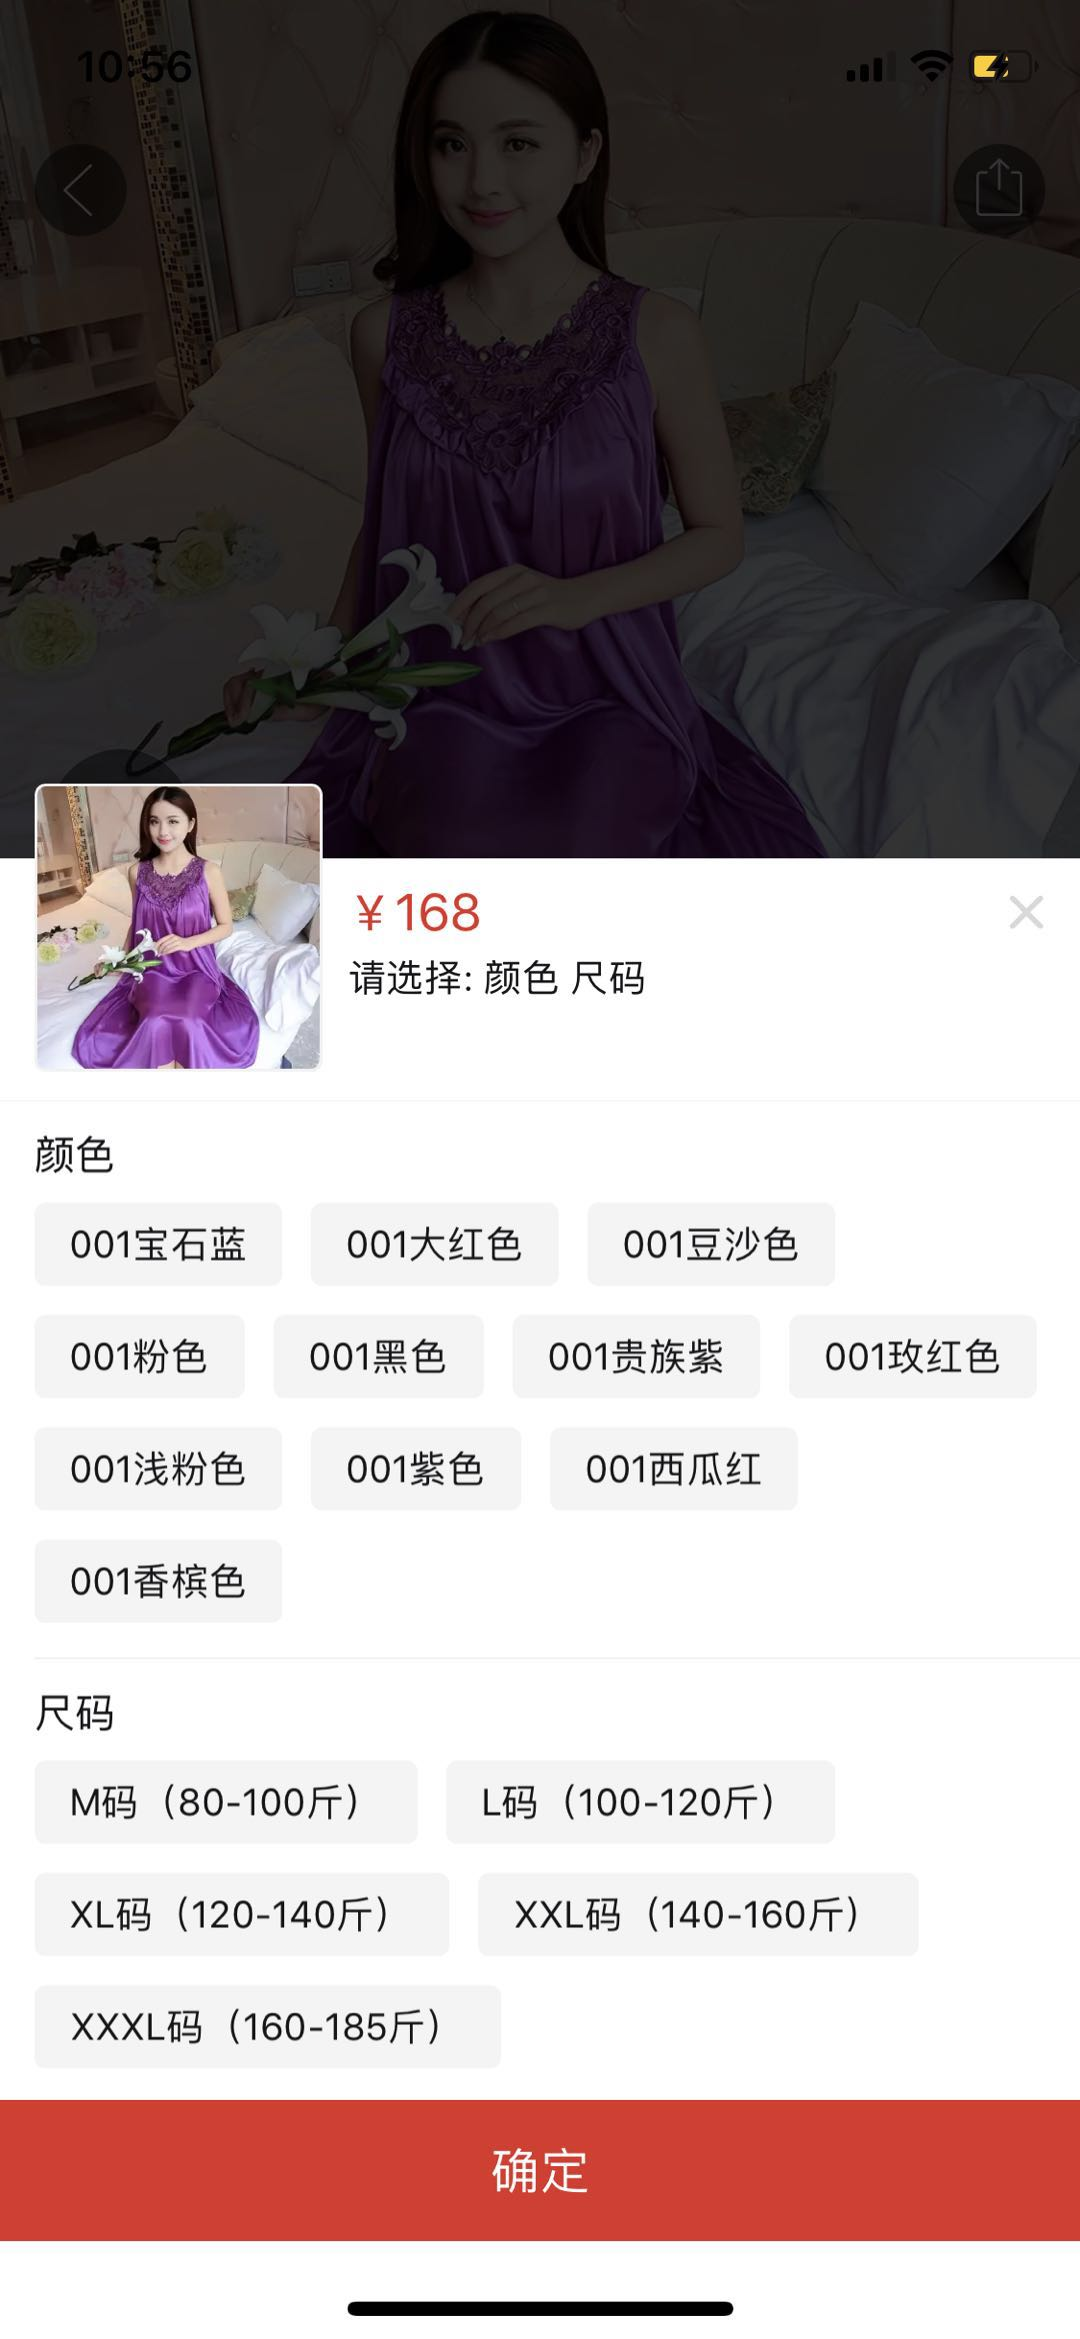 10:56
￥168
请选择: 颜色 尺码
颜色
001宝石蓝 001大红色 001豆沙色
001粉色 001黑色 001贵族紫 001玫红色
001浅粉色 001紫色 001西瓜红
001香槟色
尺码
M码（80-100斤） L码（100-120斤）
XL码（120-140斤） XXL码（140-160斤）
XXXL码（160-185斤）
确定